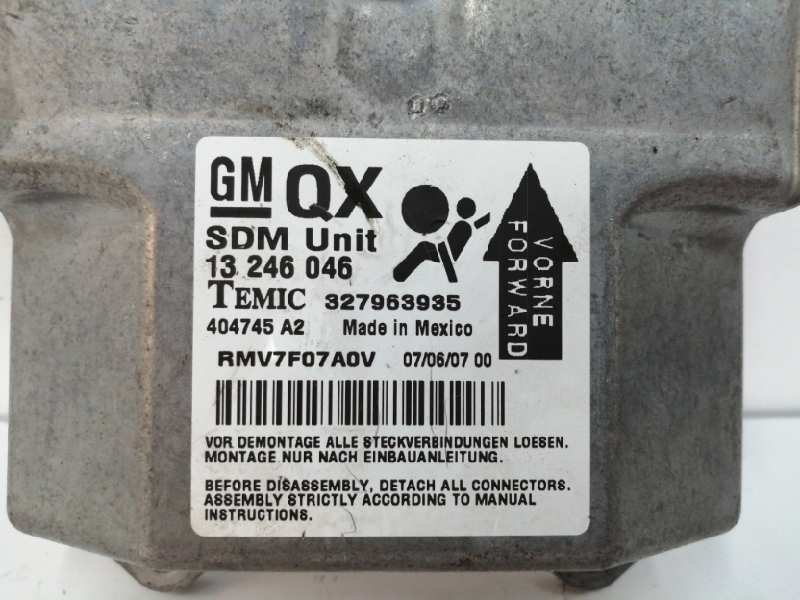 GM QX
SDM Unit
13 246 046
TEMIC 327963935
404745 A2 Made in Mexico
RMV7F07A0V 07/06/07 00
VORNE
FORWARD
VOR DEMONTAGE ALLE STECKVERBINDUNGEN LOESEN.
MONTAGE NUR NACH EINBAUANLEITUNG.
BEFORE DISASSEMBLY, DETACH ALL CONNECTORS.
ASSEMBLY STRICTLY ACCORDING TO MANUAL
INSTRUCTIONS.